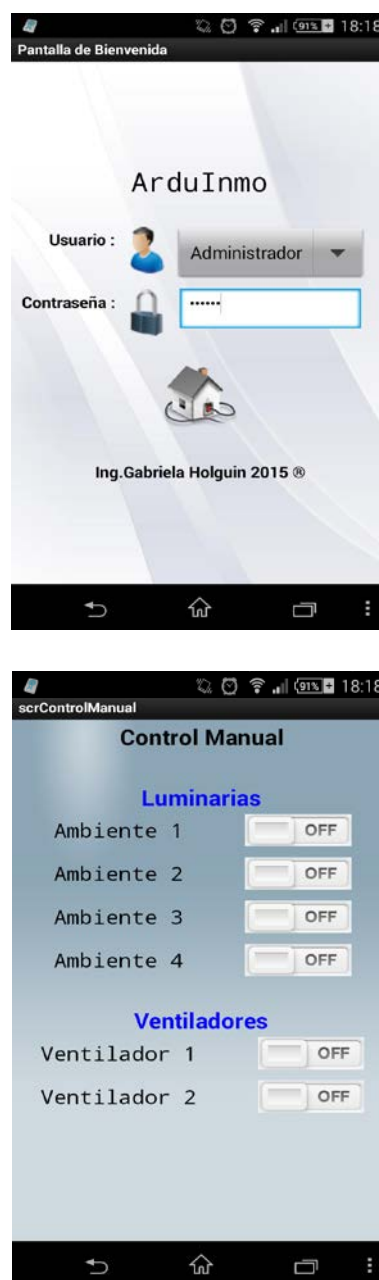 91% 18:18
Pantalla de Bienvenida
ArduInmo
Usuario :
Administrador
Contraseña :
Ing.Gabriela Holguin 2015 ®
91% 18:18
scrControlManual
Control Manual
Luminarias
Ambiente 1 OFF
Ambiente 2 OFF
Ambiente 3 OFF
Ambiente 4 OFF
Ventiladores
Ventilador 1 OFF
Ventilador 2 OFF